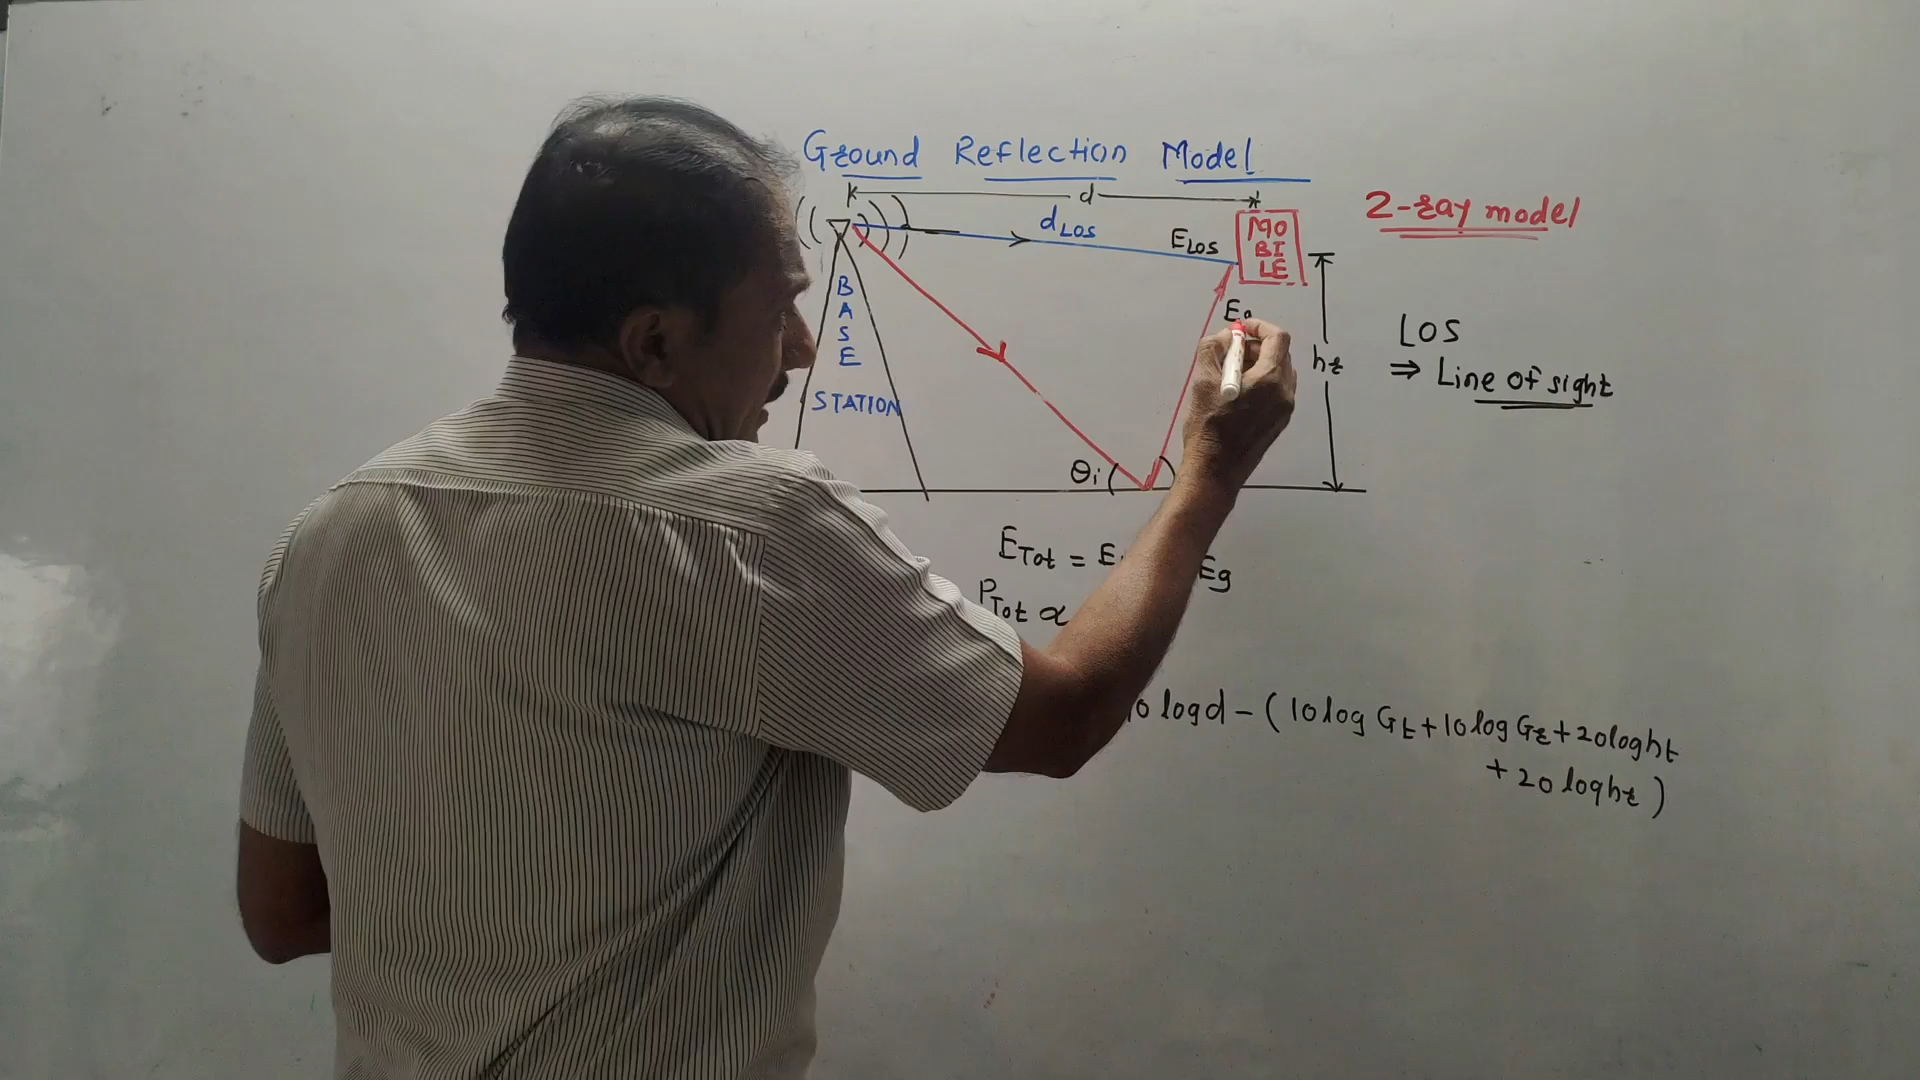 Ground Reflection Model
d
2-ray model
dLOS
ELOS
MO
BI
LE
B
A
S
E
STATION
LOS
⇒ Line of sight
hr
θi
ETot = Eg
PTot ∝
0 log d - ( 10 log Gt + 10 log Gr + 20 log ht
+ 20 log hr )